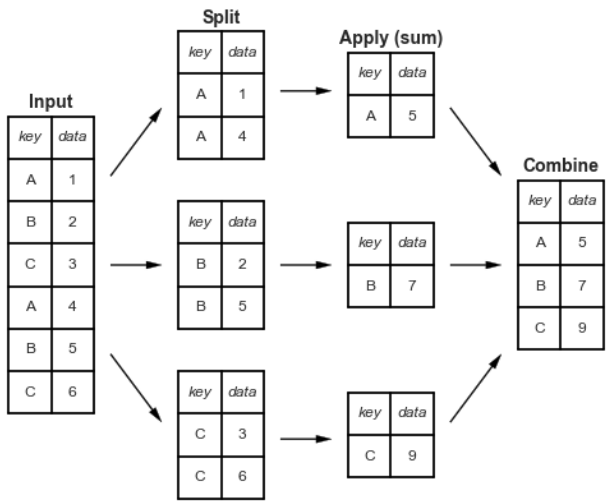 Input
key data
A 1
B 2
C 3
A 4
B 5
C 6
Split
key data
A 1
A 4
key data
B 2
B 5
key data
C 3
C 6
Apply (sum)
key data
A 5
key data
B 7
key data
C 9
Combine
key data
A 5
B 7
C 9